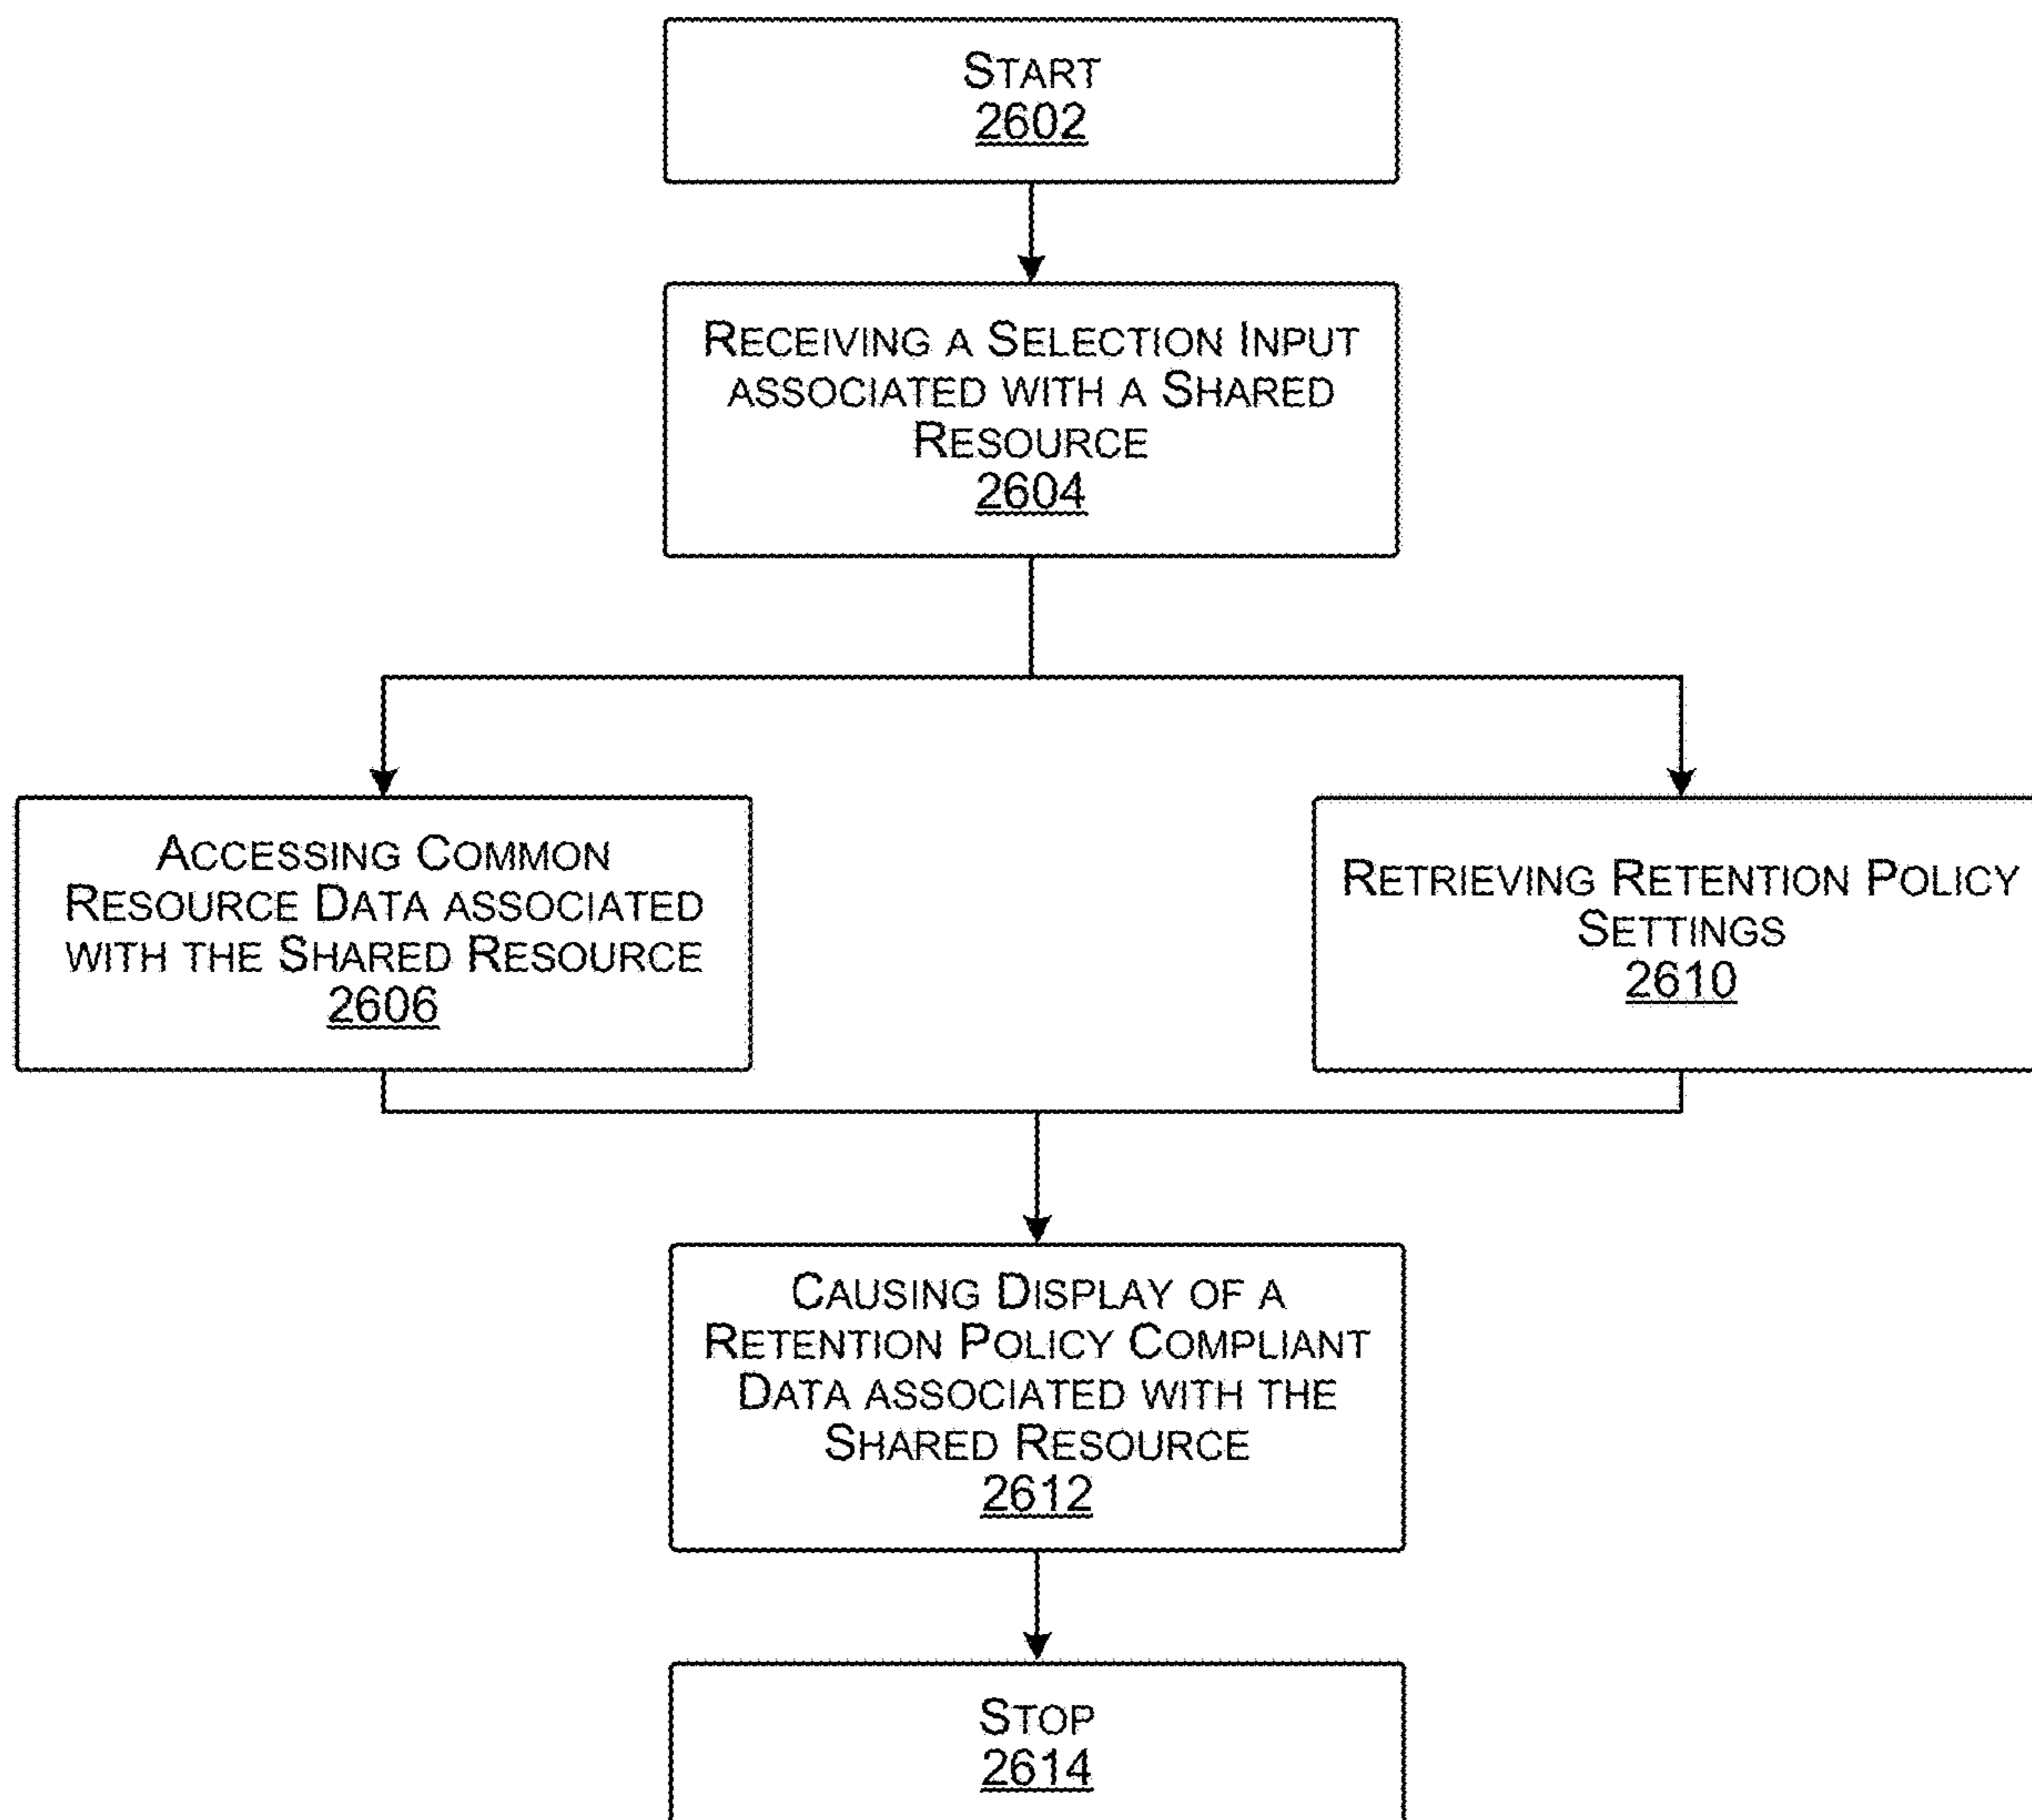 START
2602
RECEIVING A SELECTION INPUT
ASSOCIATED WITH A SHARED
RESOURCE
2604
ACCESSING COMMON
RESOURCE DATA ASSOCIATED
WITH THE SHARED RESOURCE
2606
RETRIEVING RETENTION POLICY
SETTINGS
2610
CAUSING DISPLAY OF A
RETENTION POLICY COMPLIANT
DATA ASSOCIATED WITH THE
SHARED RESOURCE
2612
STOP
2614